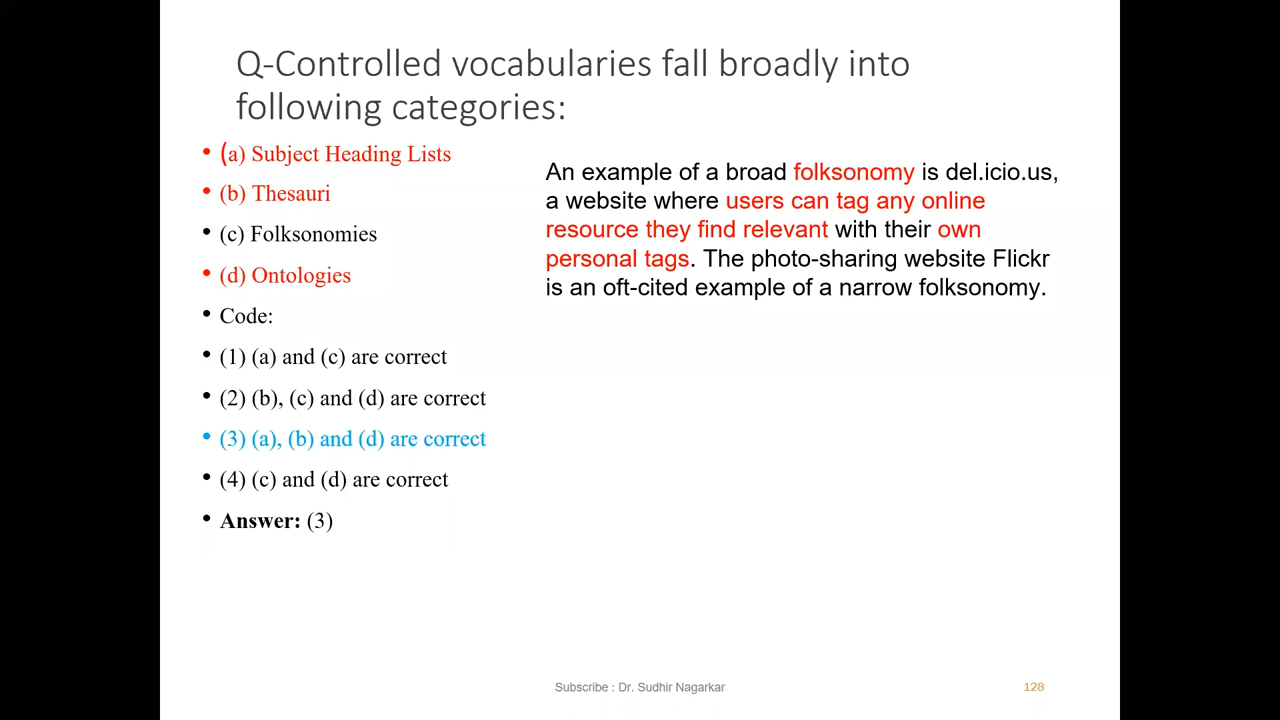 Q-Controlled vocabularies fall broadly into
following categories:
• (a) Subject Heading Lists
• (b) Thesauri
• (c) Folksonomies
• (d) Ontologies
• Code:
• (1) (a) and (c) are correct
• (2) (b), (c) and (d) are correct
• (3) (a), (b) and (d) are correct
• (4) (c) and (d) are correct
• Answer: (3)
An example of a broad folksonomy is del.icio.us,
a website where users can tag any online
resource they find relevant with their own
personal tags. The photo-sharing website Flickr
is an oft-cited example of a narrow folksonomy.
Subscribe : Dr. Sudhir Nagarkar
128